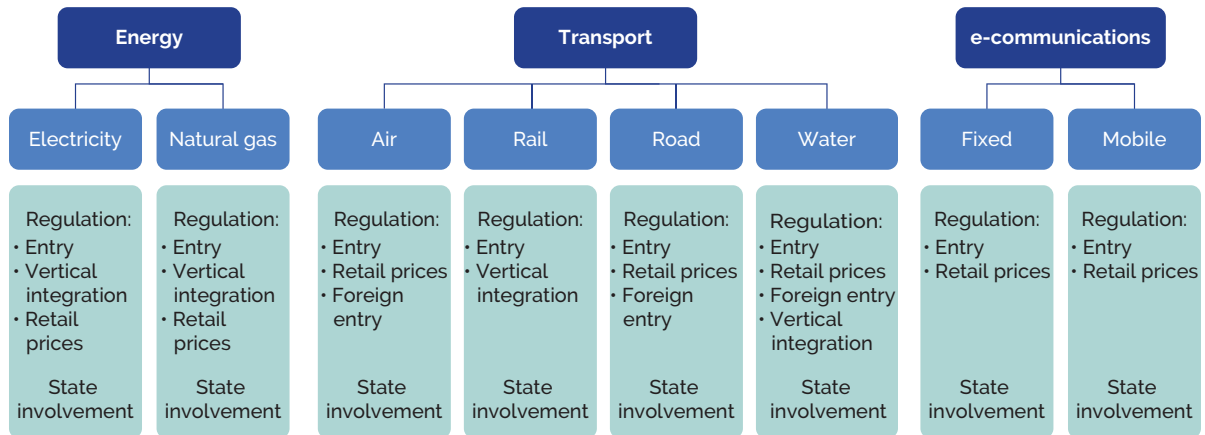 Energy
Transport
e-communications
Electricity
Natural gas
Air
Rail
Road
Water
Fixed
Mobile
Regulation:
• Entry
• Vertical
integration
• Retail
prices
State
involvement
Regulation:
• Entry
• Vertical
integration
• Retail
prices
State
involvement
Regulation:
• Entry
• Retail prices
• Foreign
entry
State
involvement
Regulation:
• Entry
• Vertical
integration
State
involvement
Regulation:
• Entry
• Retail prices
• Foreign
entry
State
involvement
Regulation:
• Entry
• Retail prices
• Foreign entry
• Vertical
integration
State
involvement
Regulation:
• Entry
• Retail prices
State
involvement
Regulation:
• Entry
• Retail prices
State
involvement